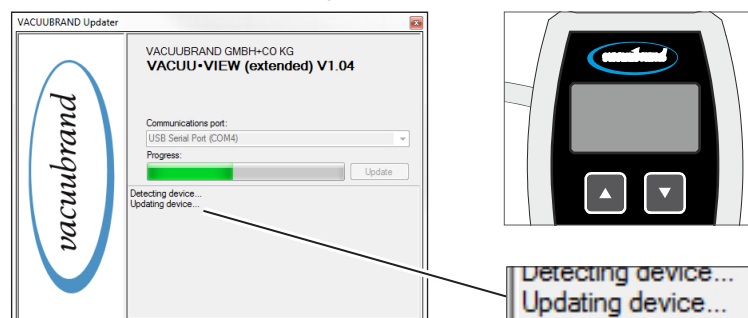 VACUUBRAND Updater
vacuubrand
VACUUBRAND GMBH+CO KG
VACUU•VIEW (extended) V1.04
Communications port:
USB Serial Port (COM4)
Progress:
Update
Detecting device...
Updating device...
vacuubrand
Detecting device...
Updating device...